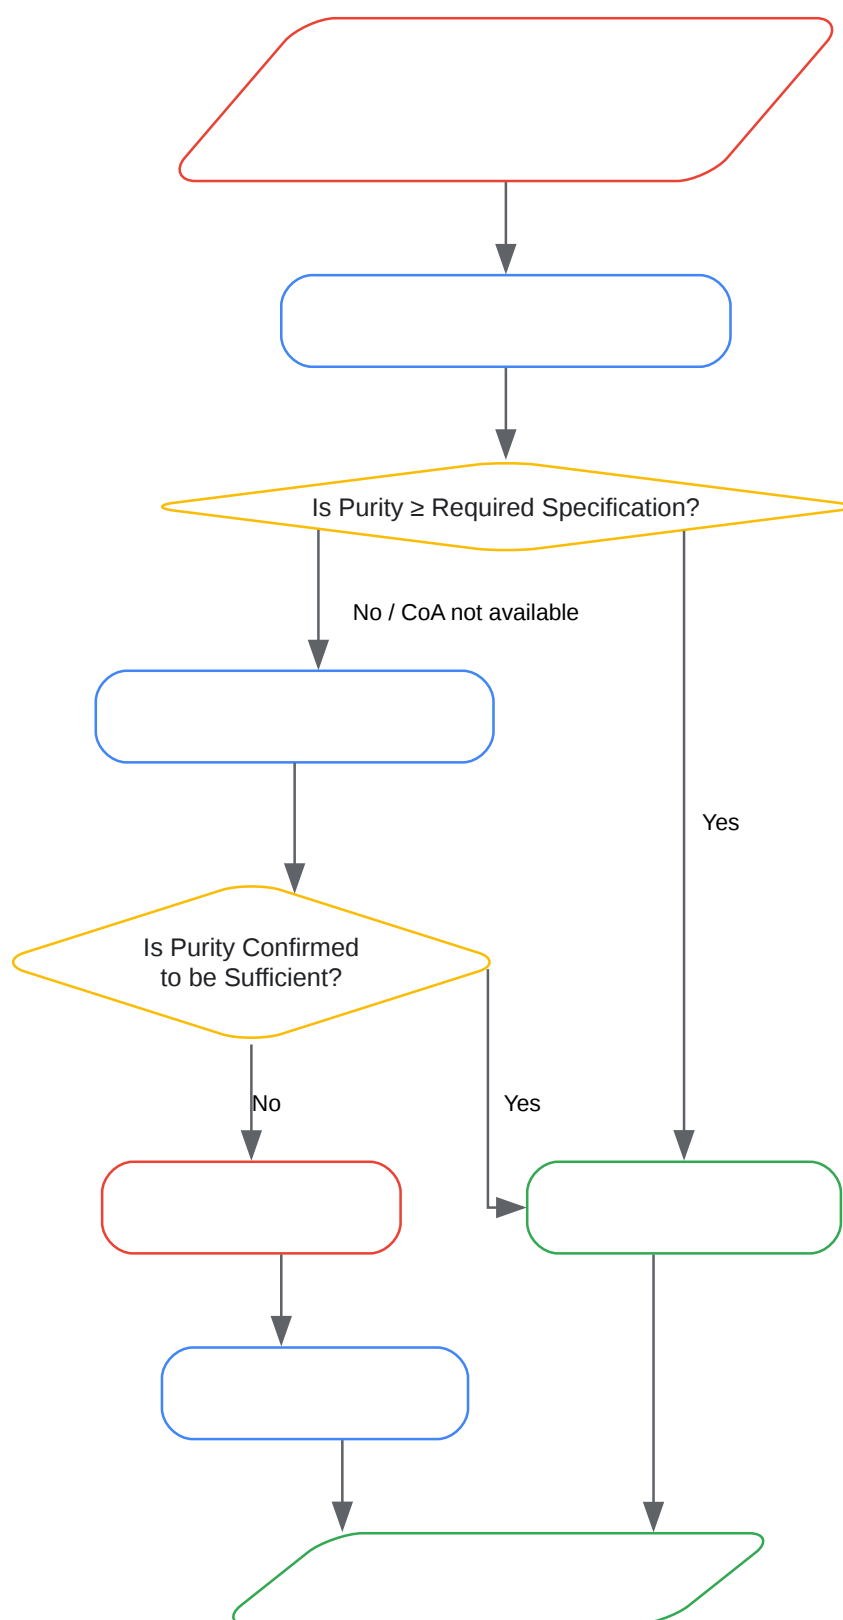 Is Purity ≥ Required Specification?
No / CoA not available
Yes
Is Purity Confirmed
to be Sufficient?
No
Yes